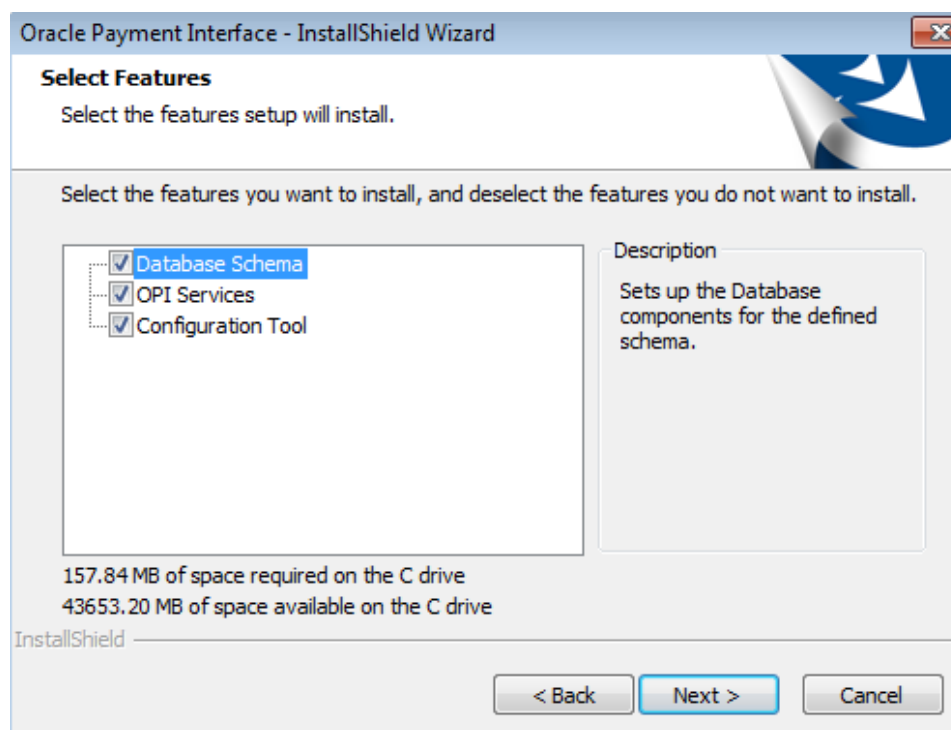 Oracle Payment Interface - InstallShield Wizard
Select Features
Select the features setup will install.
Select the features you want to install, and deselect the features you do not want to install.
Database Schema
OPI Services
Configuration Tool
Description
Sets up the Database
components for the defined
schema.
157.84 MB of space required on the C drive
43653.20 MB of space available on the C drive
InstallShield
< Back
Next >
Cancel